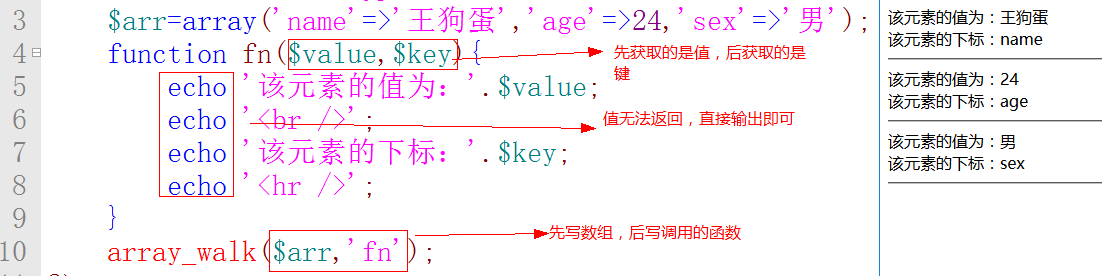 3 $arr=array('name'=>'王狗蛋','age'=>24,'sex'=>'男');
4 function fn($value,$key){
先获取的是值，后获取的是
键
5 echo '该元素的值为：'.$value;
6 echo '<br />';
值无法返回，直接输出即可
7 echo '该元素的下标：'.$key;
8 echo '<hr />';
9 }
先写数组，后写调用的函数
10 array_walk($arr,'fn');
该元素的值为：王狗蛋
该元素的下标：name
该元素的值为：24
该元素的下标：age
该元素的值为：男
该元素的下标：sex